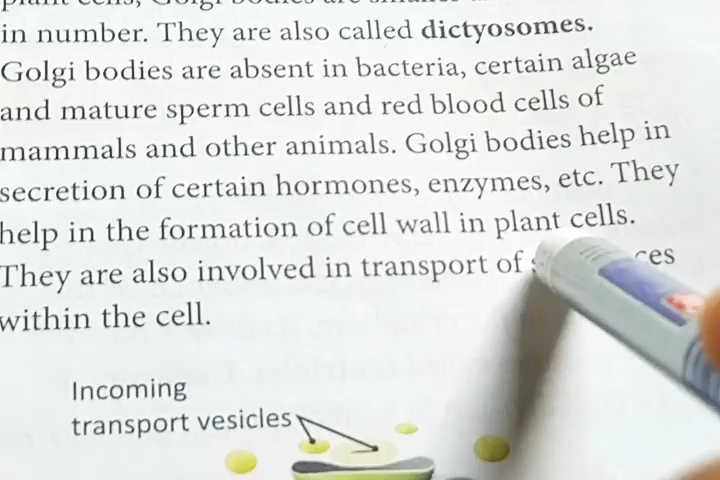 in number. They are also called dictyosomes.
Golgi bodies are absent in bacteria, certain algae
and mature sperm cells and red blood cells of
mammals and other animals. Golgi bodies help in
secretion of certain hormones, enzymes, etc. They
help in the formation of cell wall in plant cells.
They are also involved in transport of
within the cell.
Incoming
transport vesicles